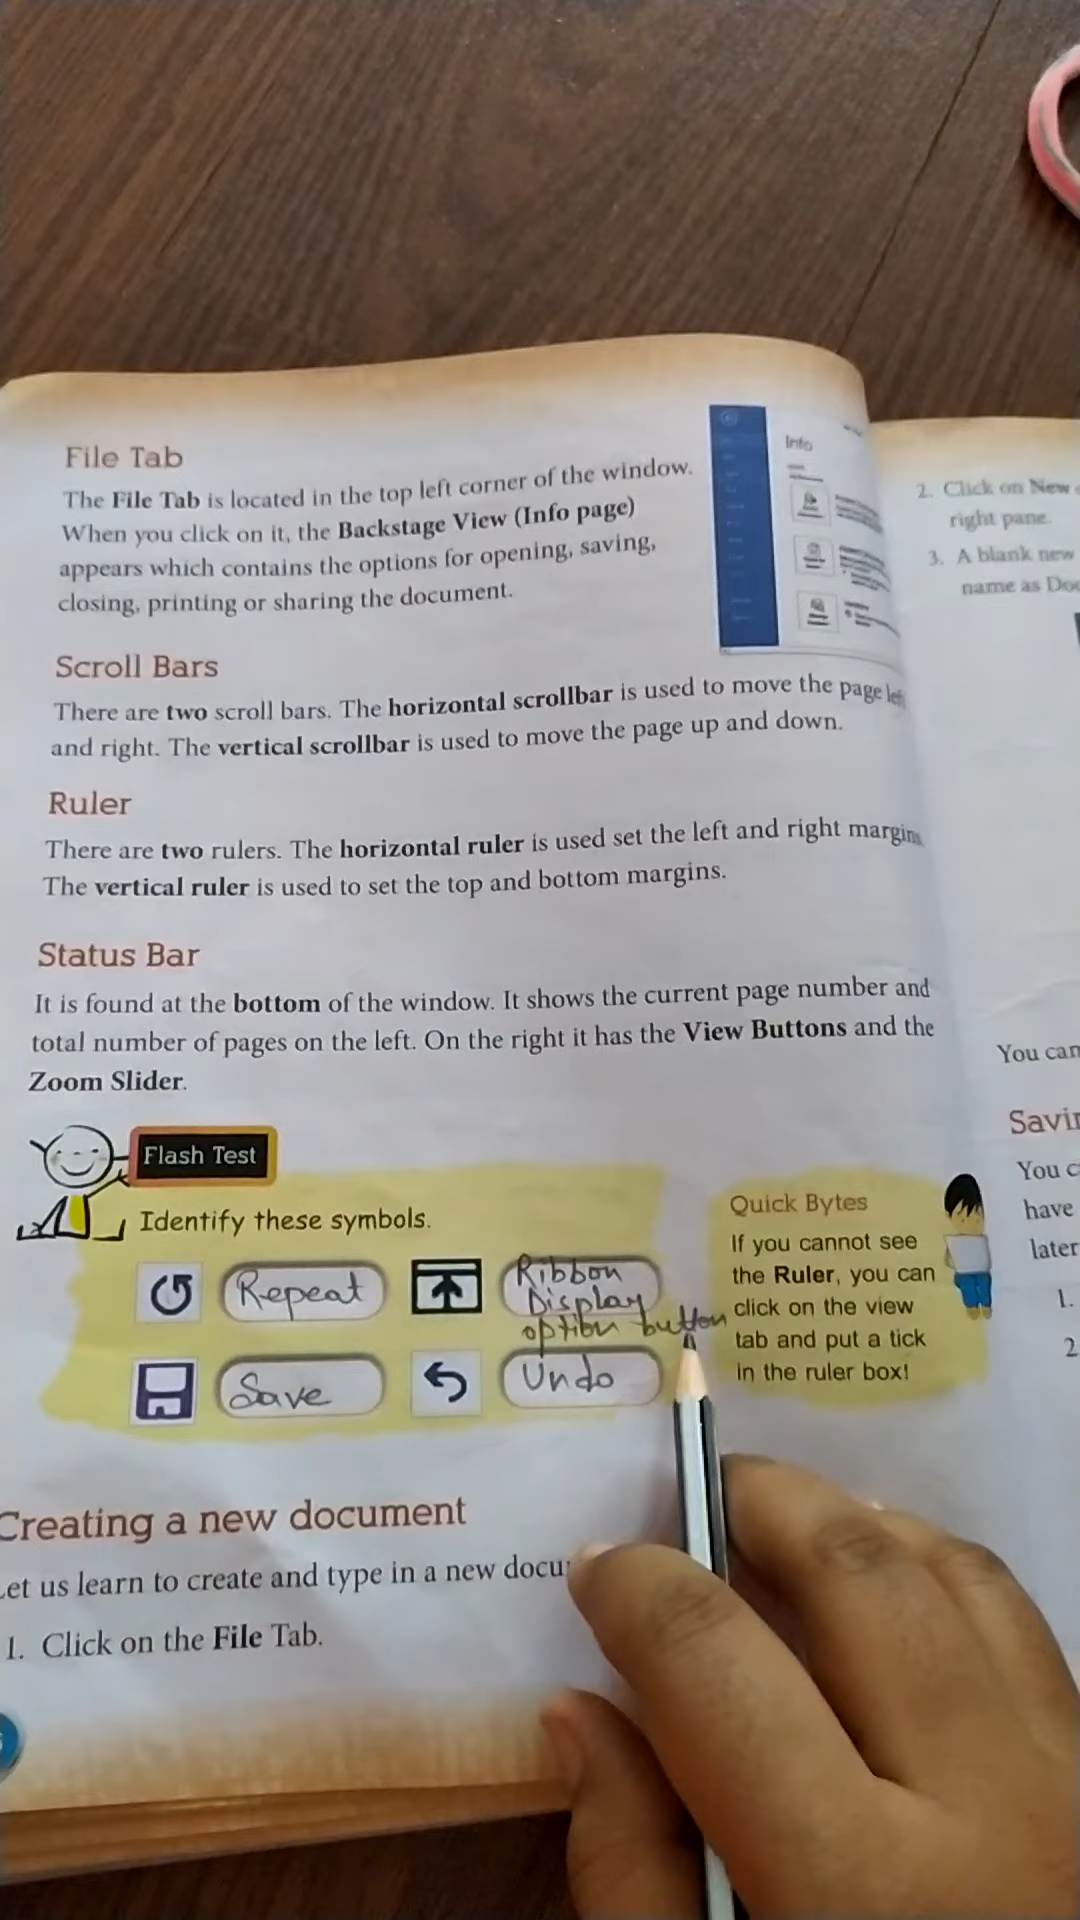 File Tab
The File Tab is located in the top left corner of the window.
When you click on it, the Backstage View (Info page)
appears which contains the options for opening, saving,
closing, printing or sharing the document.
Info
Scroll Bars
There are two scroll bars. The horizontal scrollbar is used to move the page left
and right. The vertical scrollbar is used to move the page up and down.
Ruler
There are two rulers. The horizontal ruler is used set the left and right margins
The vertical ruler is used to set the top and bottom margins.
Status Bar
It is found at the bottom of the window. It shows the current page number and
total number of pages on the left. On the right it has the View Buttons and the
Zoom Slider.
Flash Test
Identify these symbols.
Repeat
Ribbon
Display
option button
Save
Undo
Quick Bytes
If you cannot see
the Ruler, you can
click on the view
tab and put a tick
in the ruler box!
Creating a new document
Let us learn to create and type in a new docu
1. Click on the File Tab.
2. Click on New
right pane.
3. A blank new
name as Doc
You can
Savin
You c
have
later
1.
2